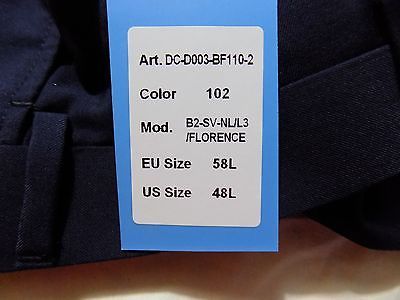 Art. DC-D003-BF110-2
Color 102
Mod. B2-SV-NL/L3
/FLORENCE
EU Size 58L
US Size 48L